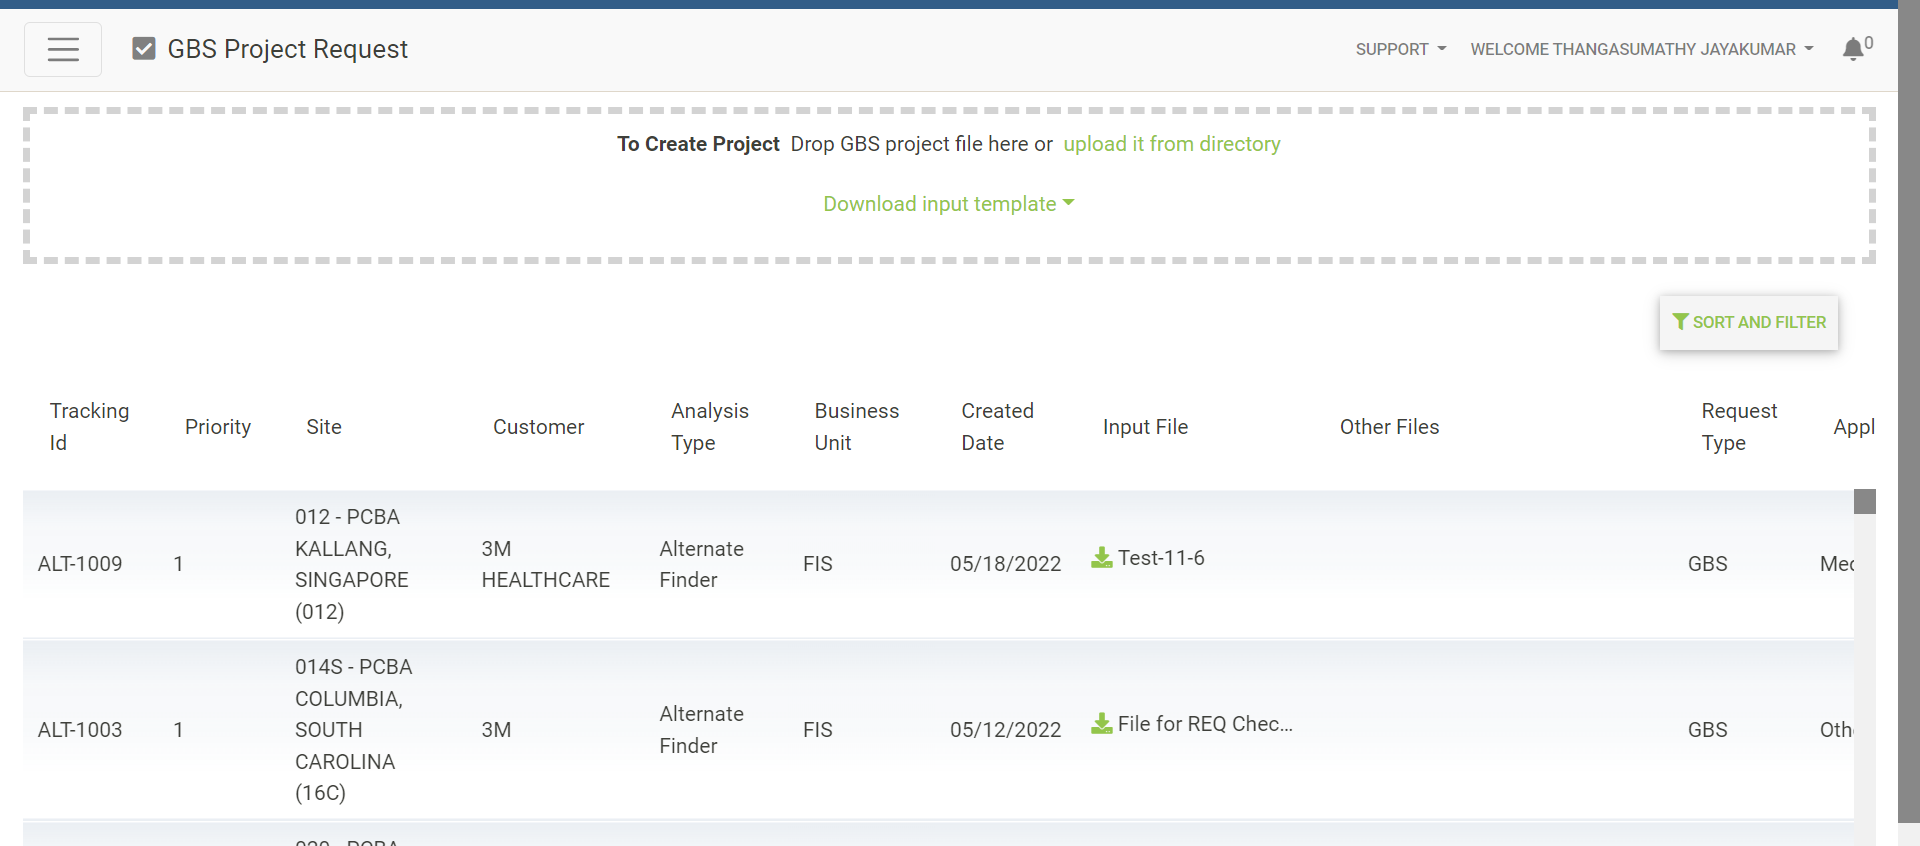 GBS Project Request
SUPPORT
WELCOME THANGASUMATHY JAYAKUMAR
0
To Create Project Drop GBS project file here or upload it from directory
Download input template
SORT AND FILTER
Tracking Id
Priority
Site
Customer
Analysis Type
Business Unit
Created Date
Input File
Other Files
Request Type
Appl
ALT-1009
1
012 - PCBA
KALLANG,
SINGAPORE
(012)
3M
HEALTHCARE
Alternate
Finder
FIS
05/18/2022
Test-11-6
GBS
Med
ALT-1003
1
014S - PCBA
COLUMBIA,
SOUTH
CAROLINA
(16C)
3M
Alternate
Finder
FIS
05/12/2022
File for REQ Chec...
GBS
Oth